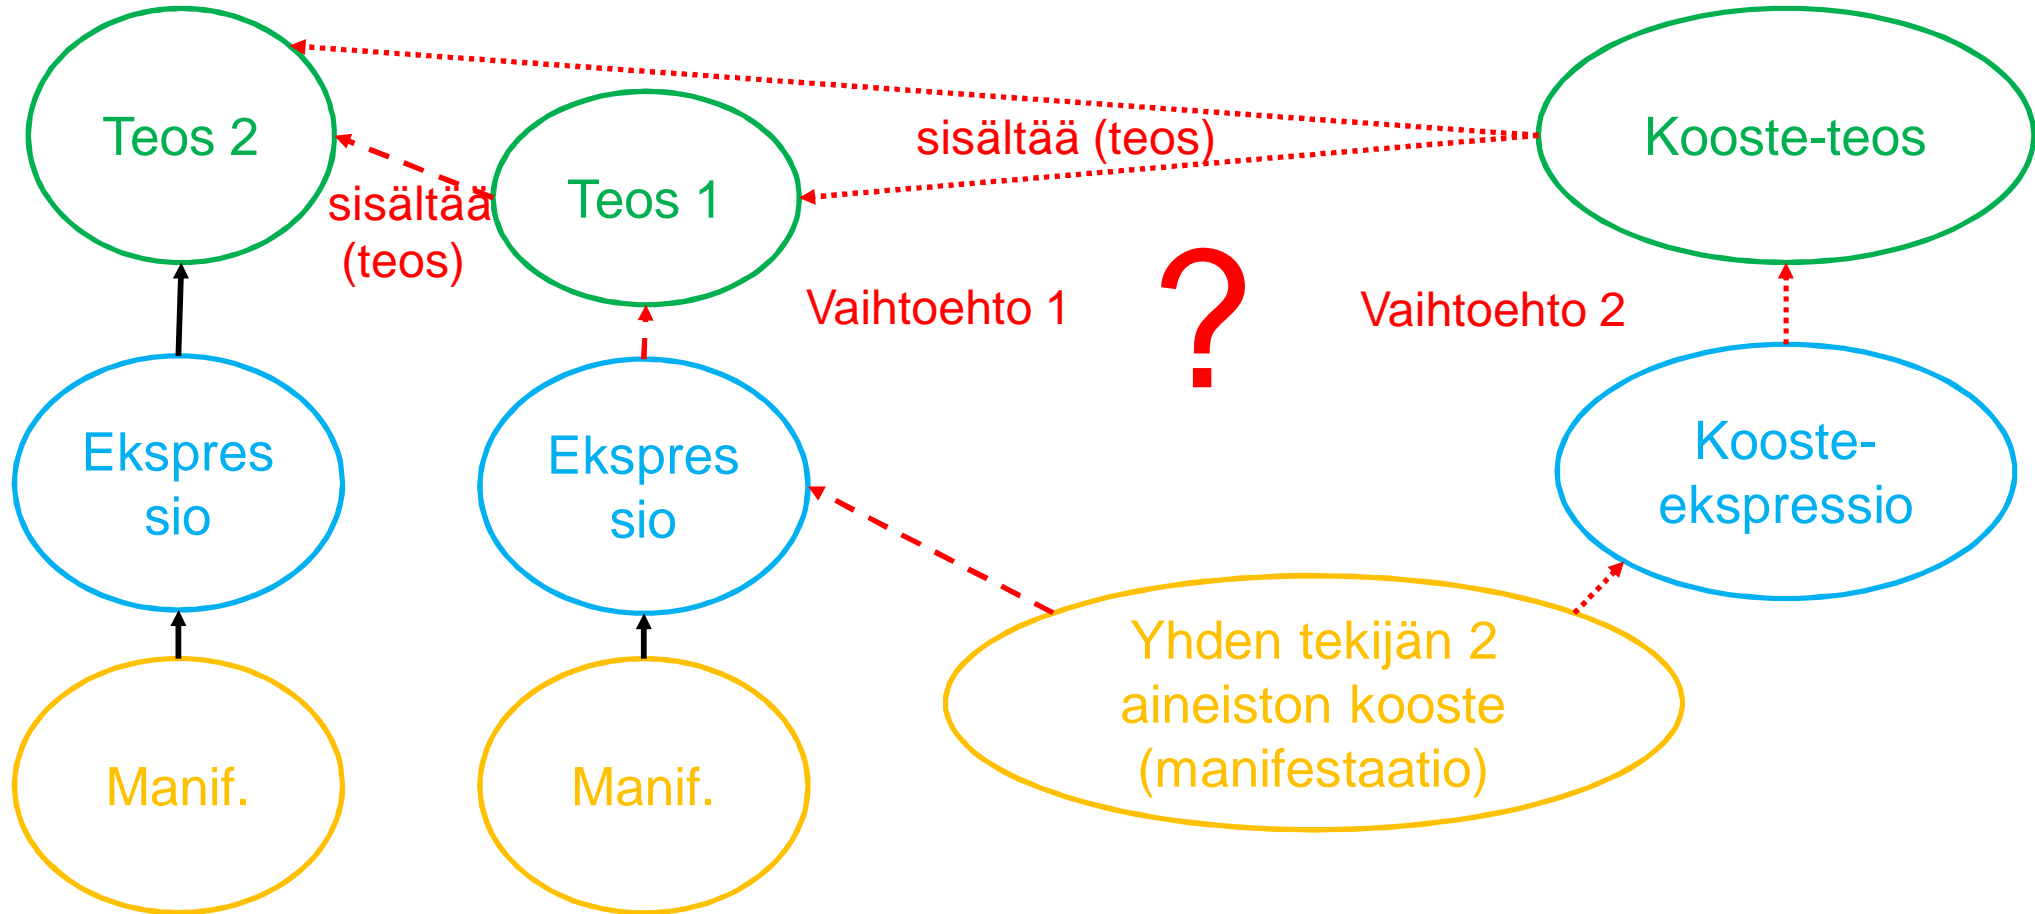 Teos 2
Teos 1
sisältää
(teos)
sisältää (teos)
Kooste-teos
Vaihtoehto 1
?
Vaihtoehto 2
Ekspres
sio
Ekspres
sio
Kooste-
ekspressio
Manif.
Manif.
Yhden tekijän 2
aineiston kooste
(manifestaatio)